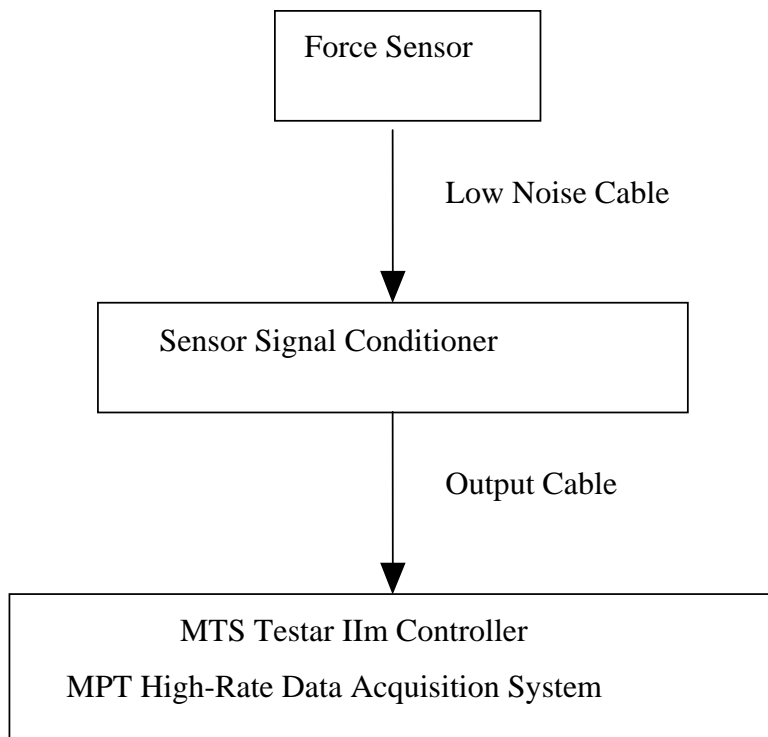 Force Sensor
Low Noise Cable
Sensor Signal Conditioner
Output Cable
MTS Testar IIm Controller
MPT High-Rate Data Acquisition System